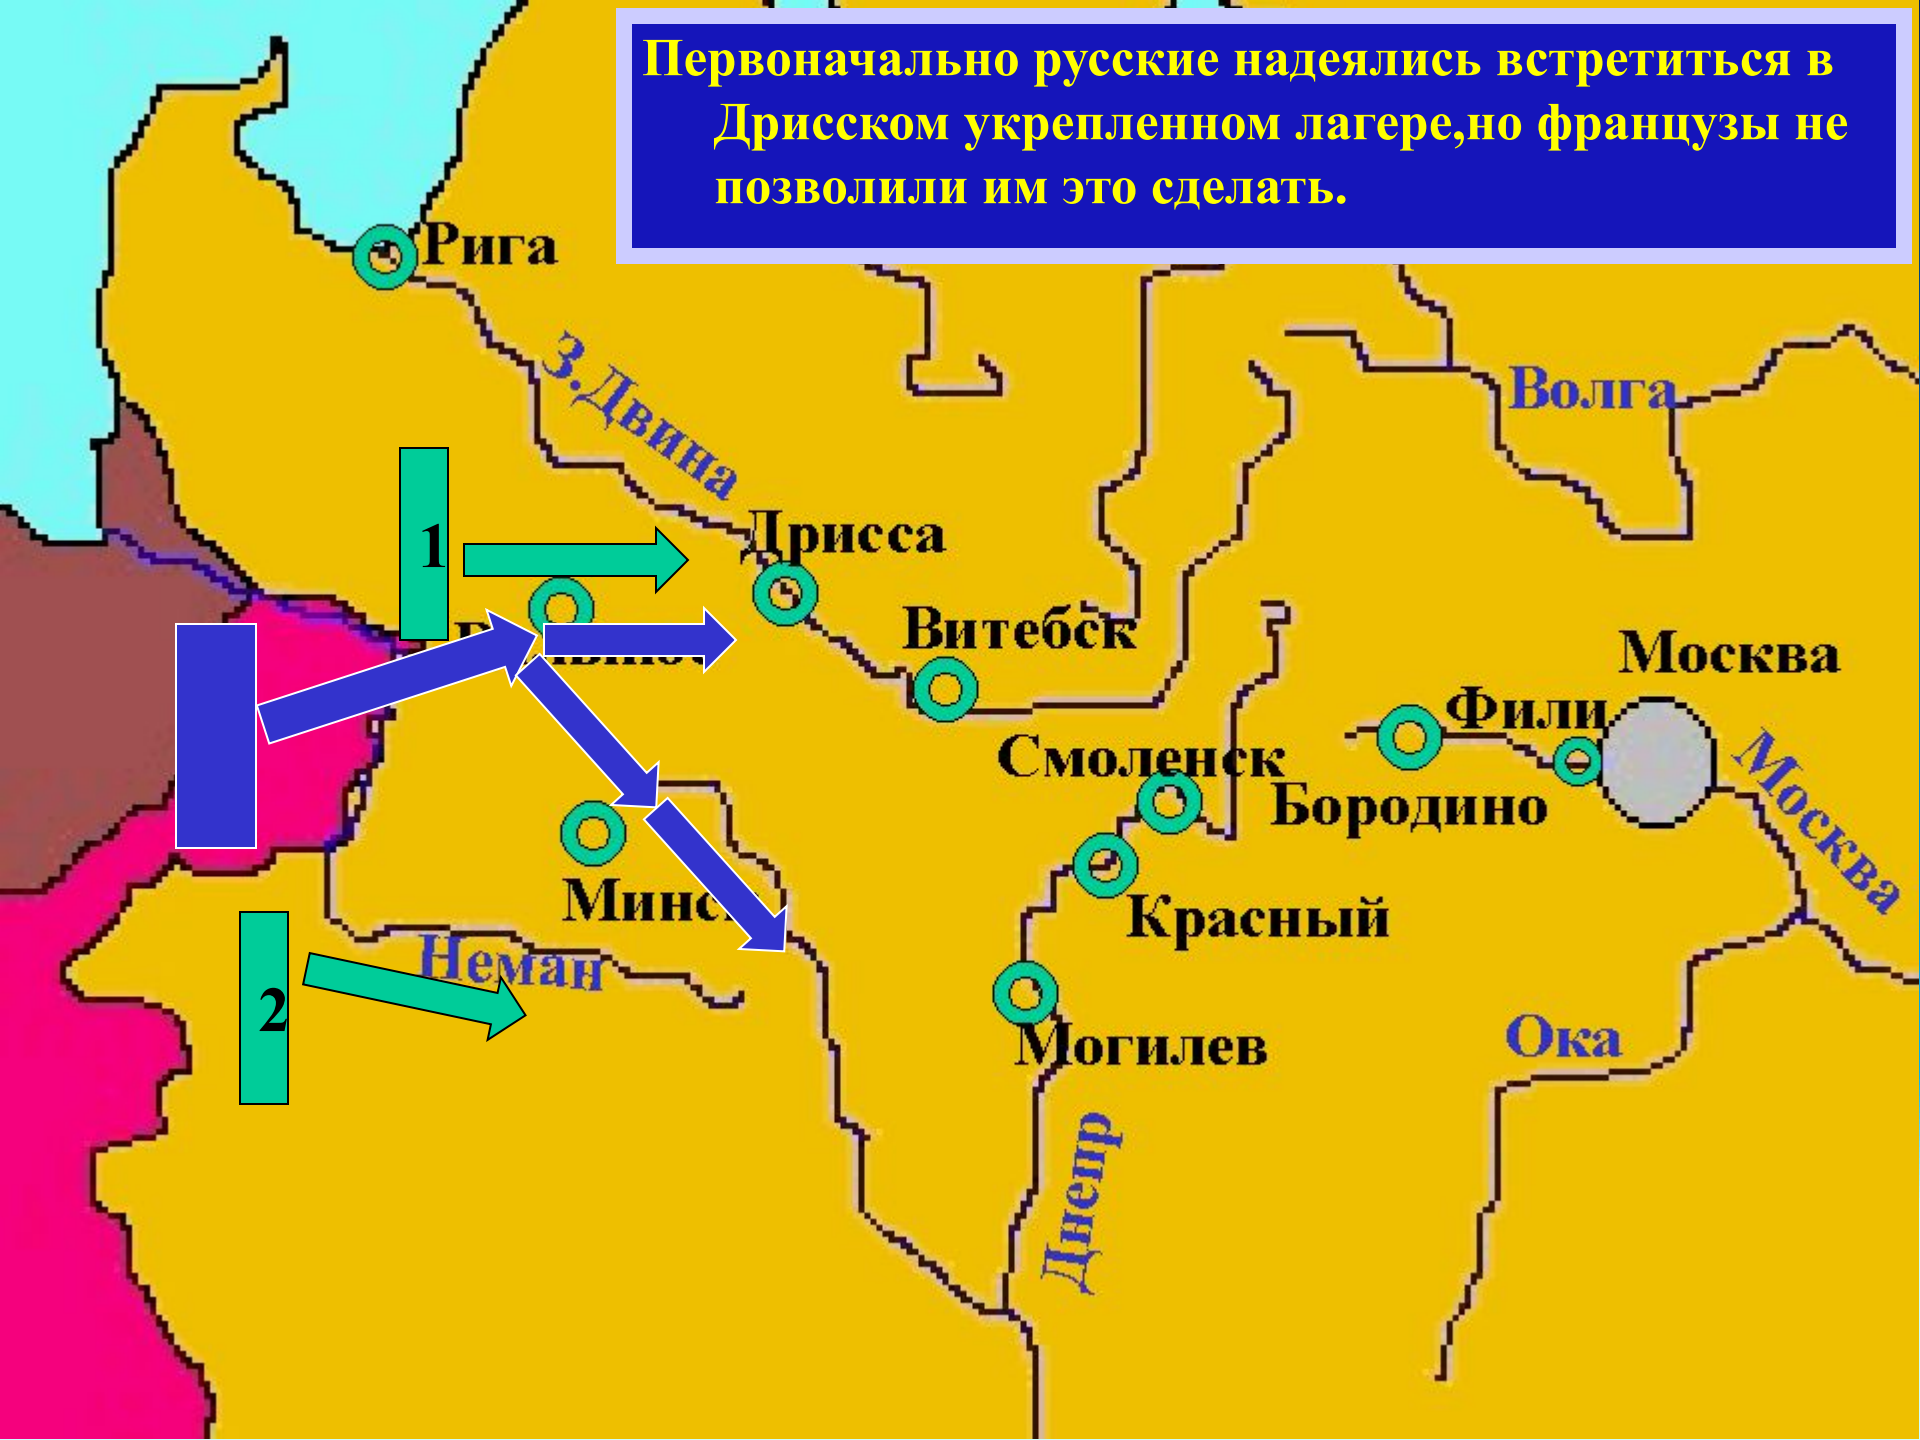 Первоначально русские надеялись встретиться в
Дрисском укрепленном лагере,но французы не
позволили им это сделать.
Рига
З.Двина
Волга
1
Дрисса
Витебск
Москва
Фили
Смоленск
Бородино
Москва
Красный
Неман
2
Могилев
Ока
Днепр